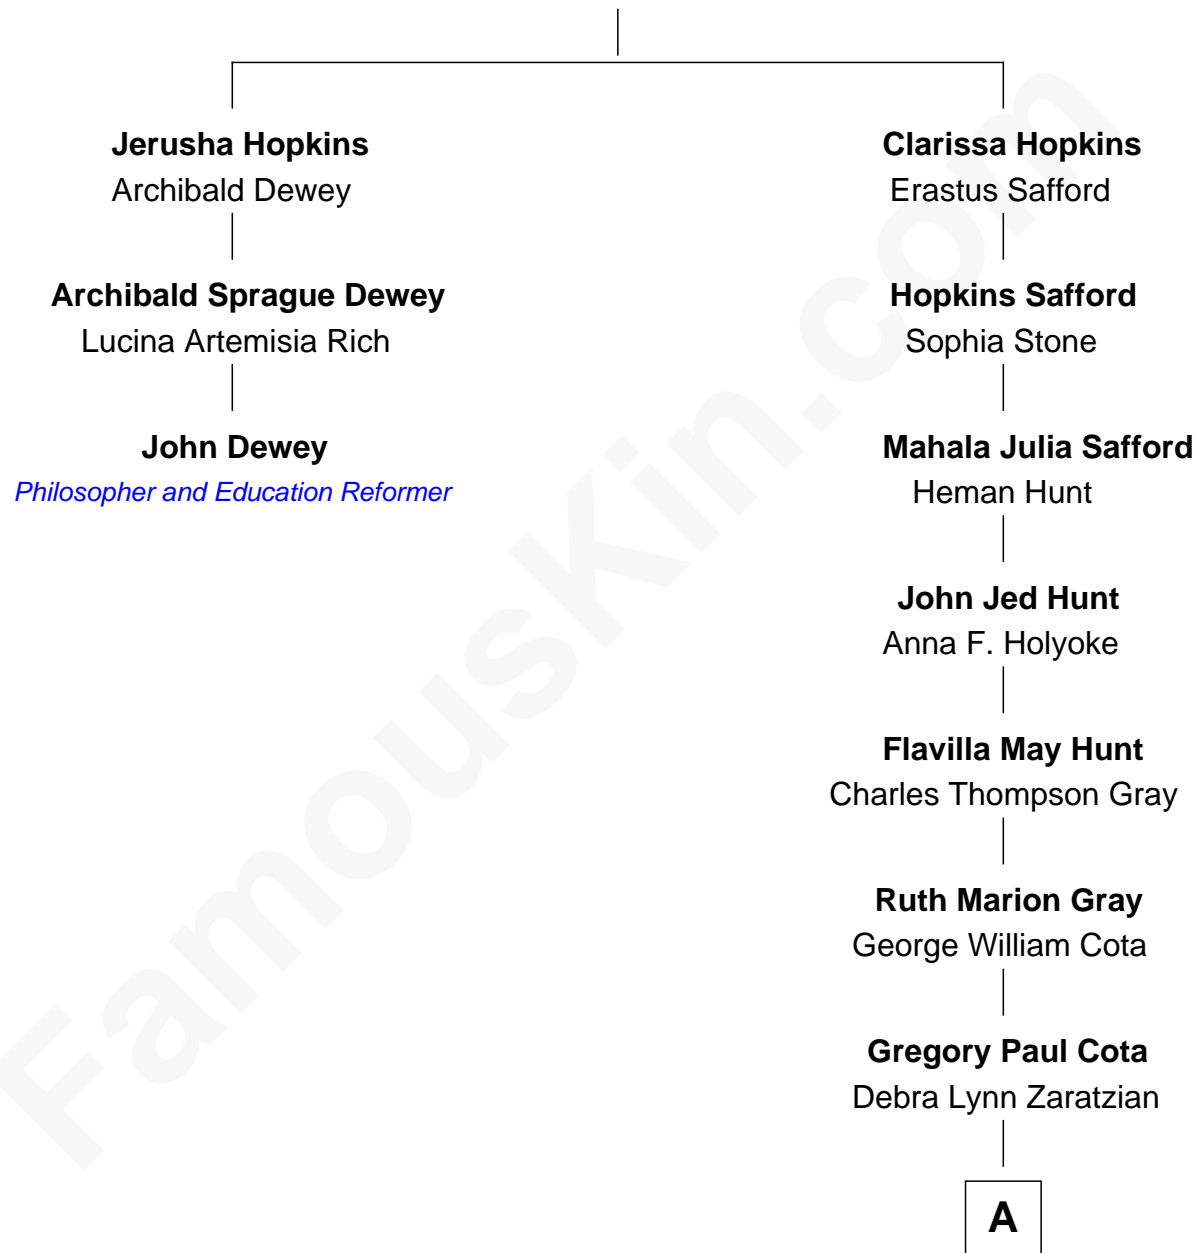 Jerusha Hopkins
Archibald Dewey
Archibald Sprague Dewey
Lucina Artemisia Rich
John Dewey
Philosopher and Education Reformer
Clarissa Hopkins
Erastus Safford
Hopkins Safford
Sophia Stone
Mahala Julia Safford
Heman Hunt
John Jed Hunt
Anna F. Holyoke
Flavilla May Hunt
Charles Thompson Gray
Ruth Marion Gray
George William Cota
Gregory Paul Cota
Debra Lynn Zaratzian
A
FamousKin.com